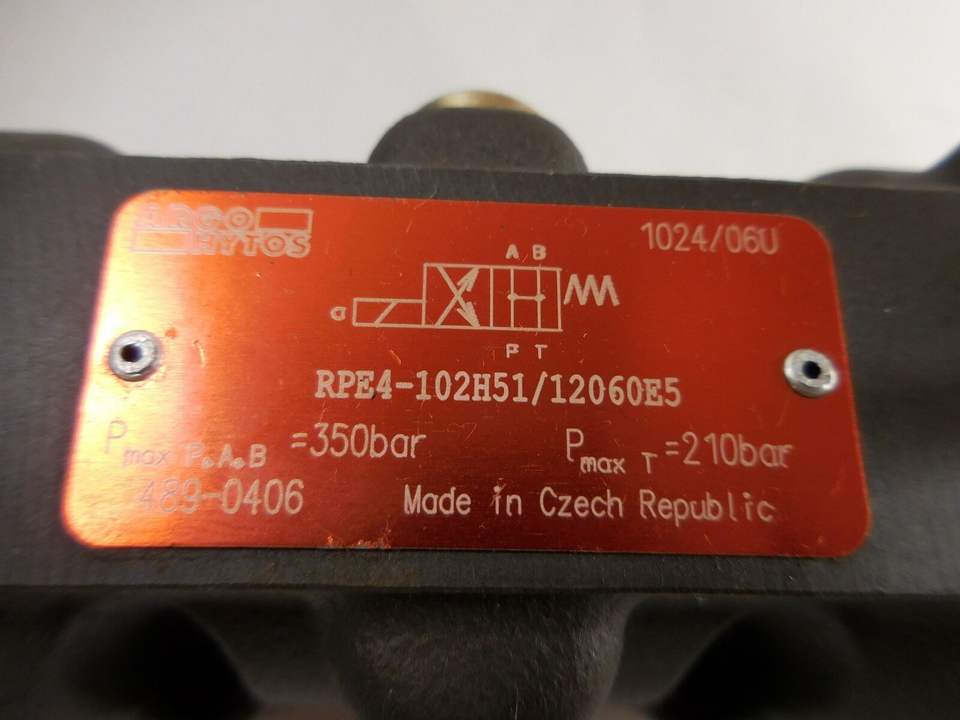 ARGO
HYTOS
1024/06U
A B
a
P T
RPE4-102H51/12060E5
Pmax P.A.B =350bar
Pmax T =210bar
489-0406
Made in Czech Republic